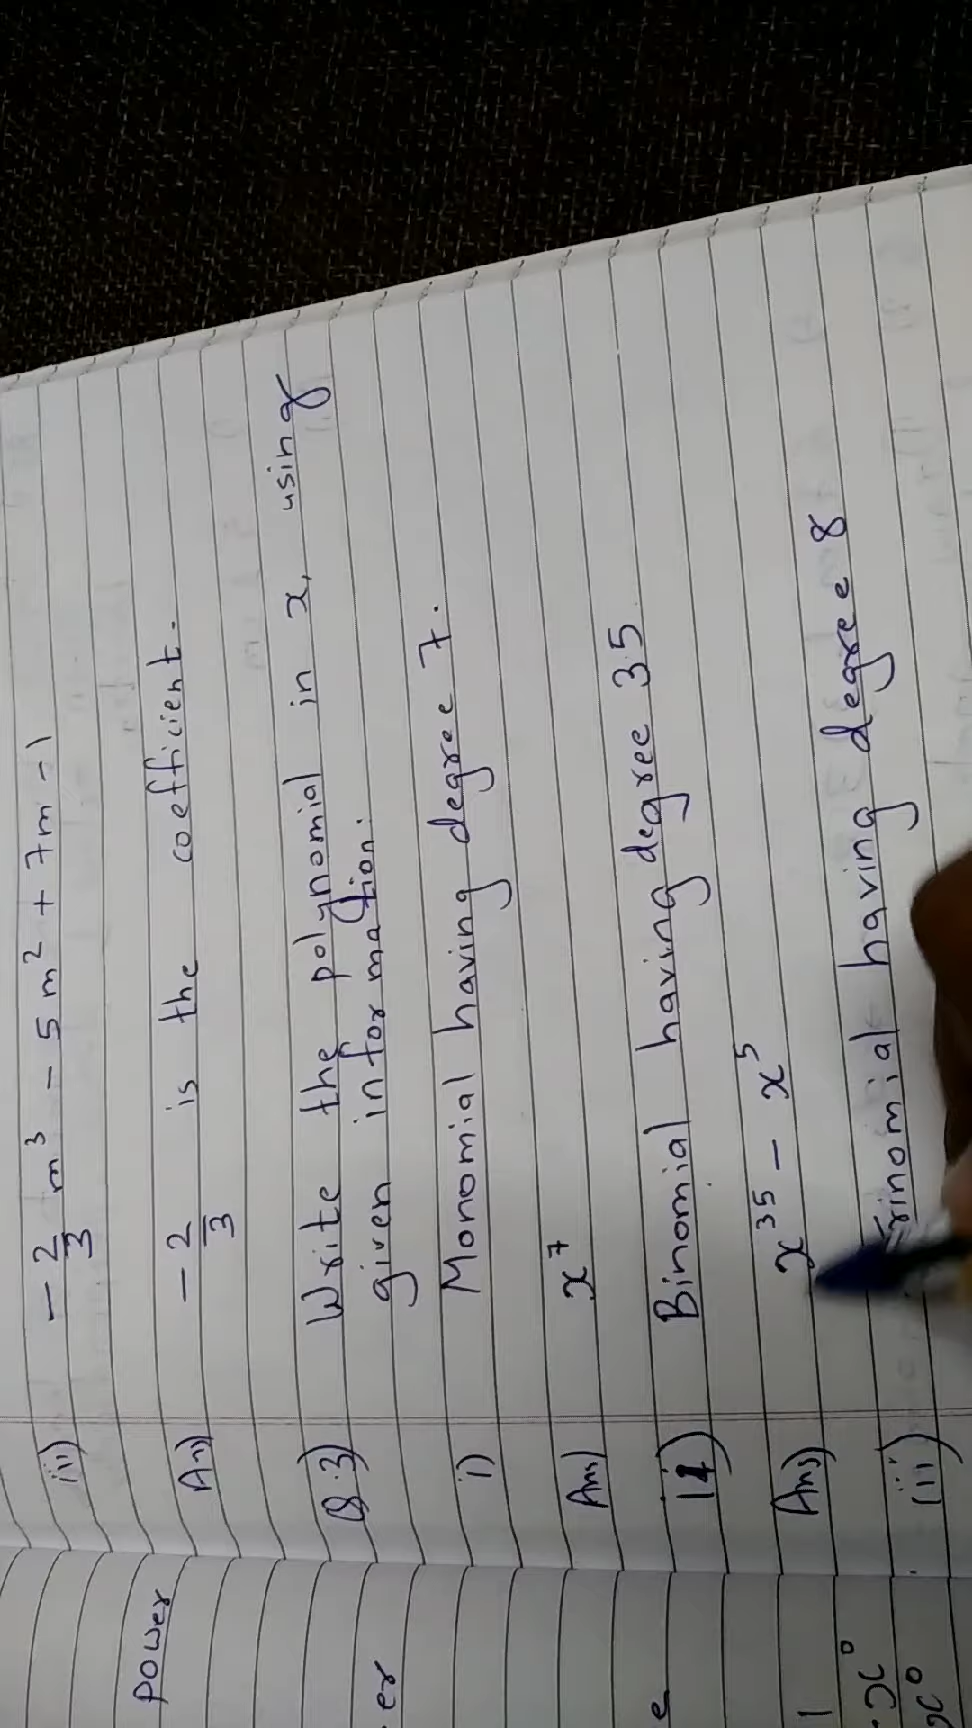 iii) -2/3 m³ - 5m² + 7m - 1
Ans) -2/3 is the coefficient.
Q.3) Write the polynomial in x, using
given information.
i) Monomial having degree 7.
Ans) x⁷
ii) Binomial having degree 35
Ans) x³⁵ - x⁵
iii) Trinomial having degree 8
power
er
e
1
x⁰
x⁰